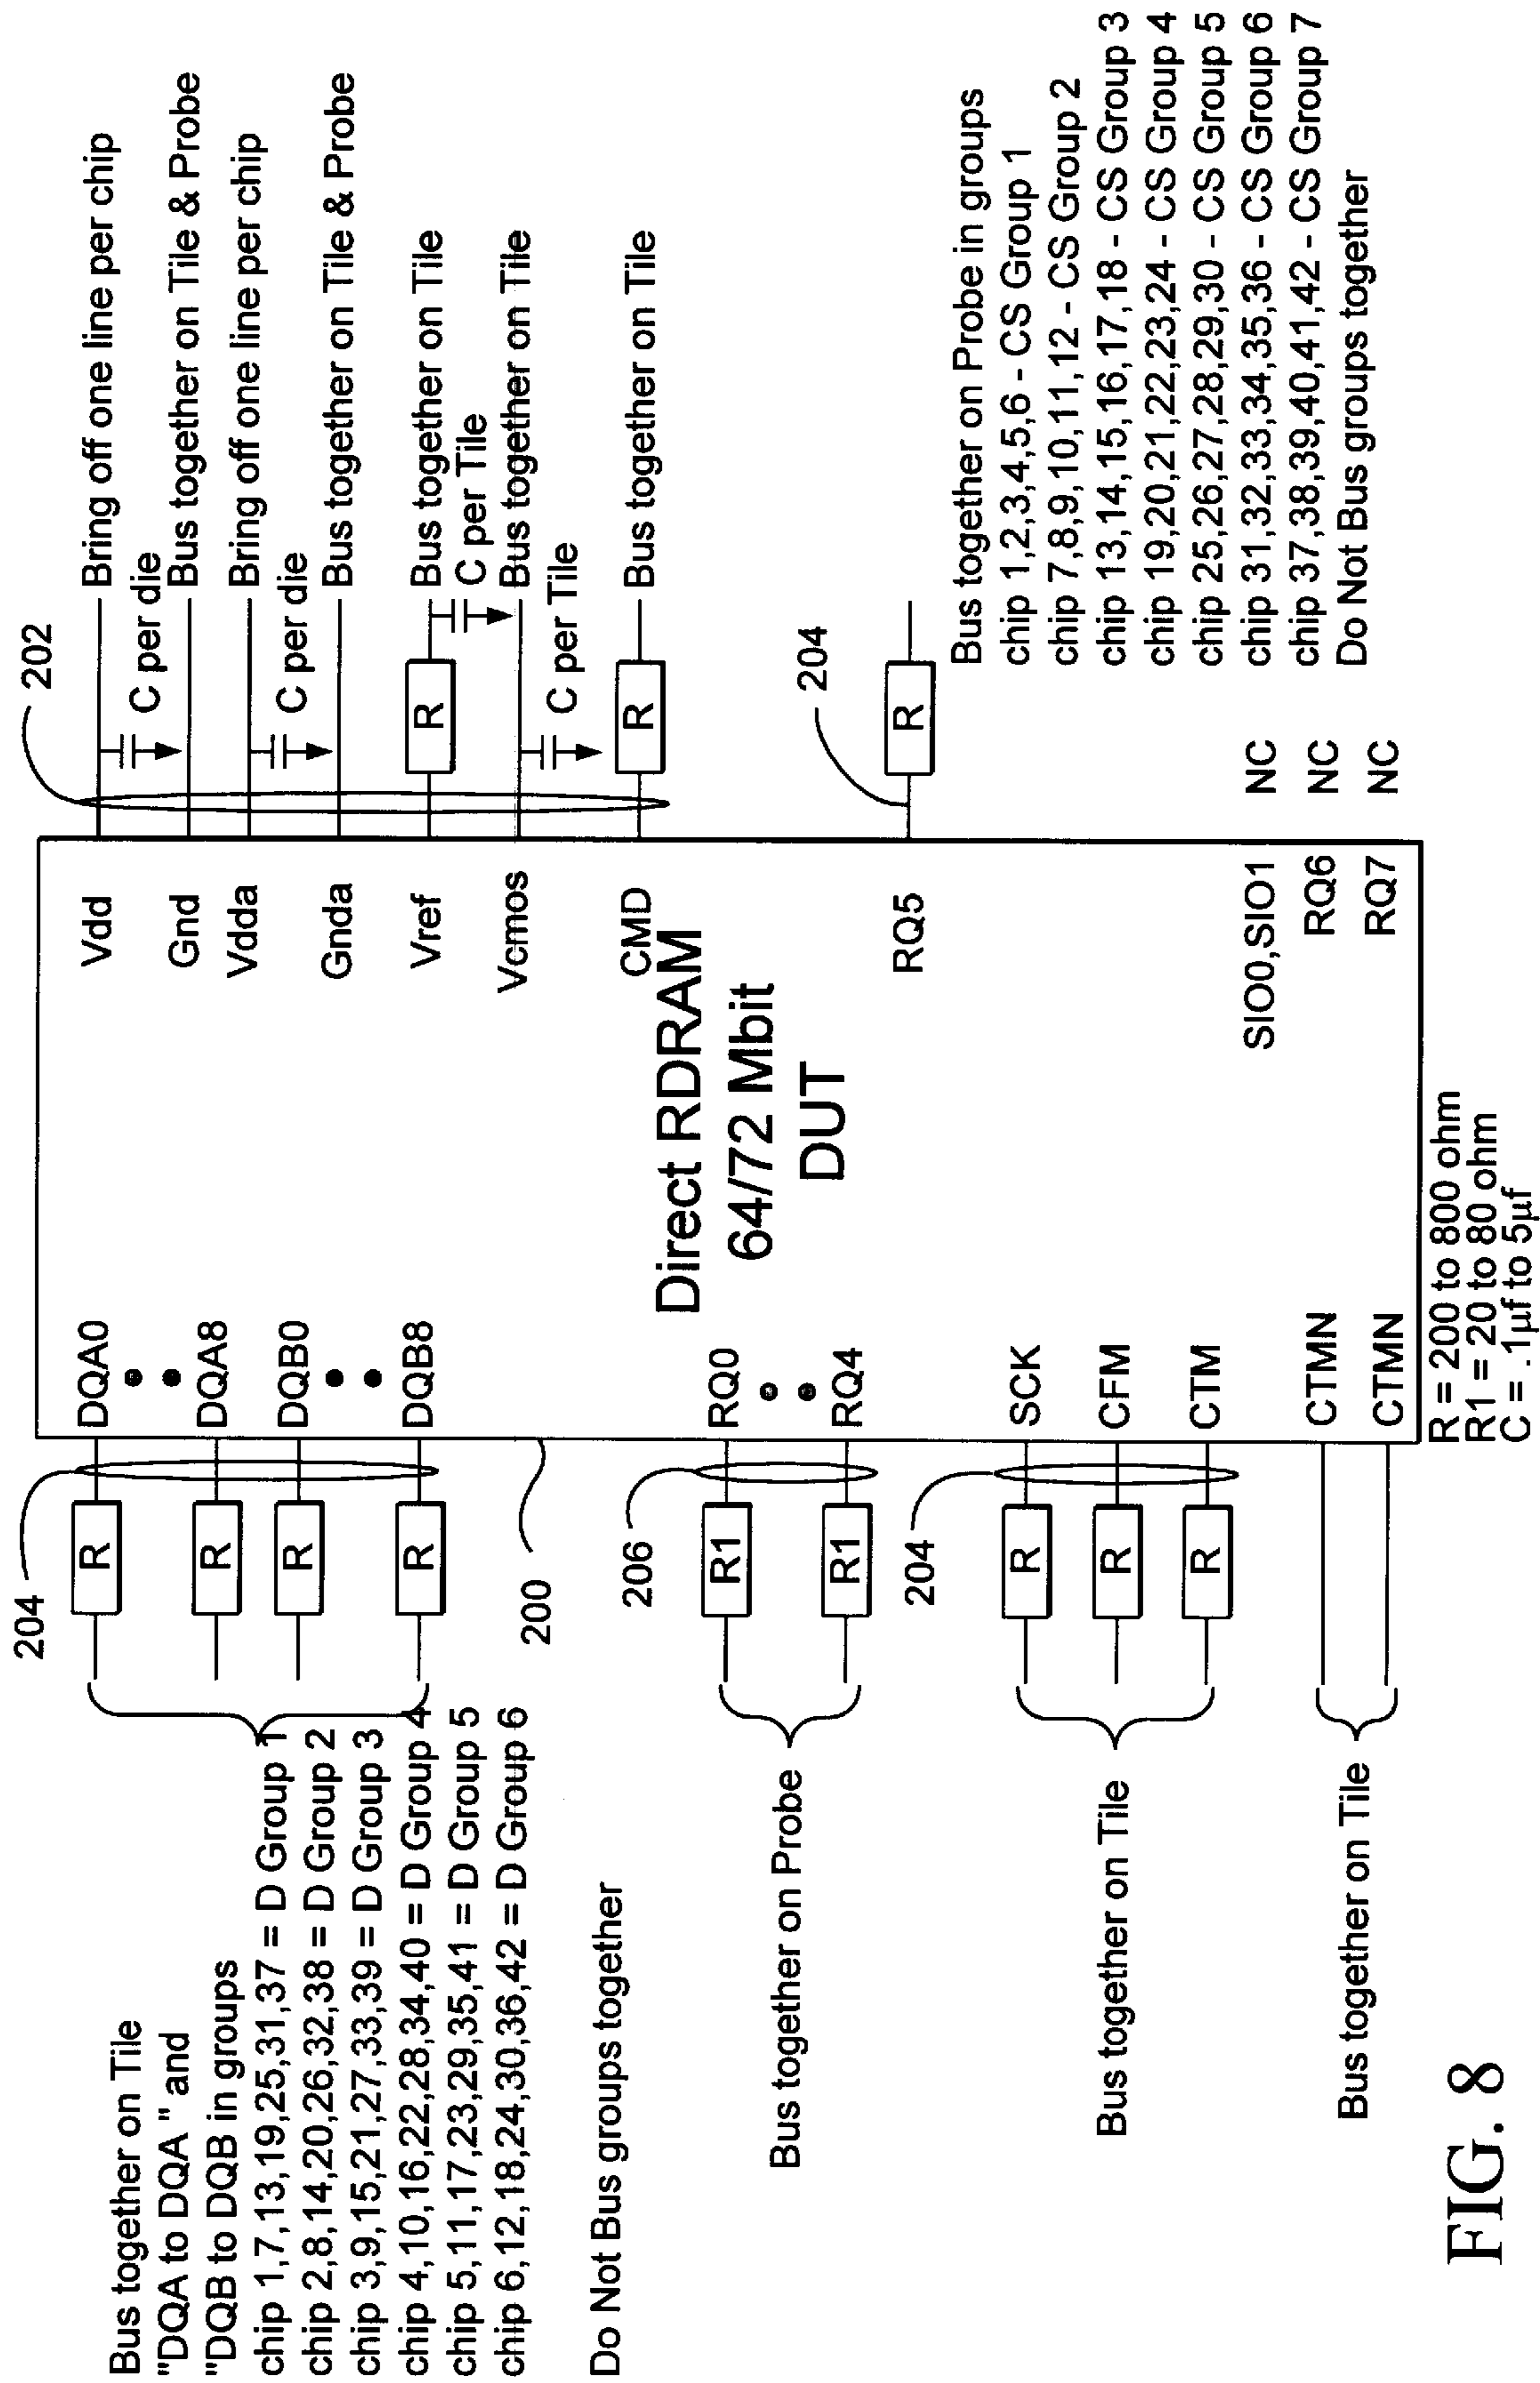 Bus together on Tile
"DQA to DQA " and
"DQB to DQB in groups
chip 1,7,13,19,25,31,37 = D Group 1
chip 2,8,14,20,26,32,38 = D Group 2
chip 3,9,15,21,27,33,39 = D Group 3
chip 4,10,16,22,28,34,40 = D Group 4
chip 5,11,17,23,29,35,41 = D Group 5
chip 6,12,18,24,30,36,42 = D Group 6
Do Not Bus groups together
Bus together on Probe
Bus together on Tile
Bus together on Tile
204
R
R
R
R
200
206
R1
R1
204
R
R
R
DQA0
DQA8
DQB0
DQB8
RQ0
RQ4
SCK
CFM
CTM
CTMN
CTMN
Direct RDRAM
64/72 Mbit
DUT
Vdd
Gnd
Vdda
Gnda
Vref
Vcmos
CMD
RQ5
SIO0,SIO1
RQ6
RQ7
NC
NC
NC
202
Bring off one line per chip
C per die
Bus together on Tile & Probe
Bring off one line per chip
C per die
Bus together on Tile & Probe
R
Bus together on Tile
C per Tile
Bus together on Tile
C per Tile
R
Bus together on Tile
204
R
Bus together on Probe in groups
chip 1,2,3,4,5,6 - CS Group 1
chip 7,8,9,10,11,12 - CS Group 2
chip 13,14,15,16,17,18 - CS Group 3
chip 19,20,21,22,23,24 - CS Group 4
chip 25,26,27,28,29,30 - CS Group 5
chip 31,32,33,34,35,36 - CS Group 6
chip 37,38,39,40,41,42 - CS Group 7
Do Not Bus groups together
R = 200 to 800 ohm
R1 = 20 to 80 ohm
C = .1µf to 5µf
FIG. 8